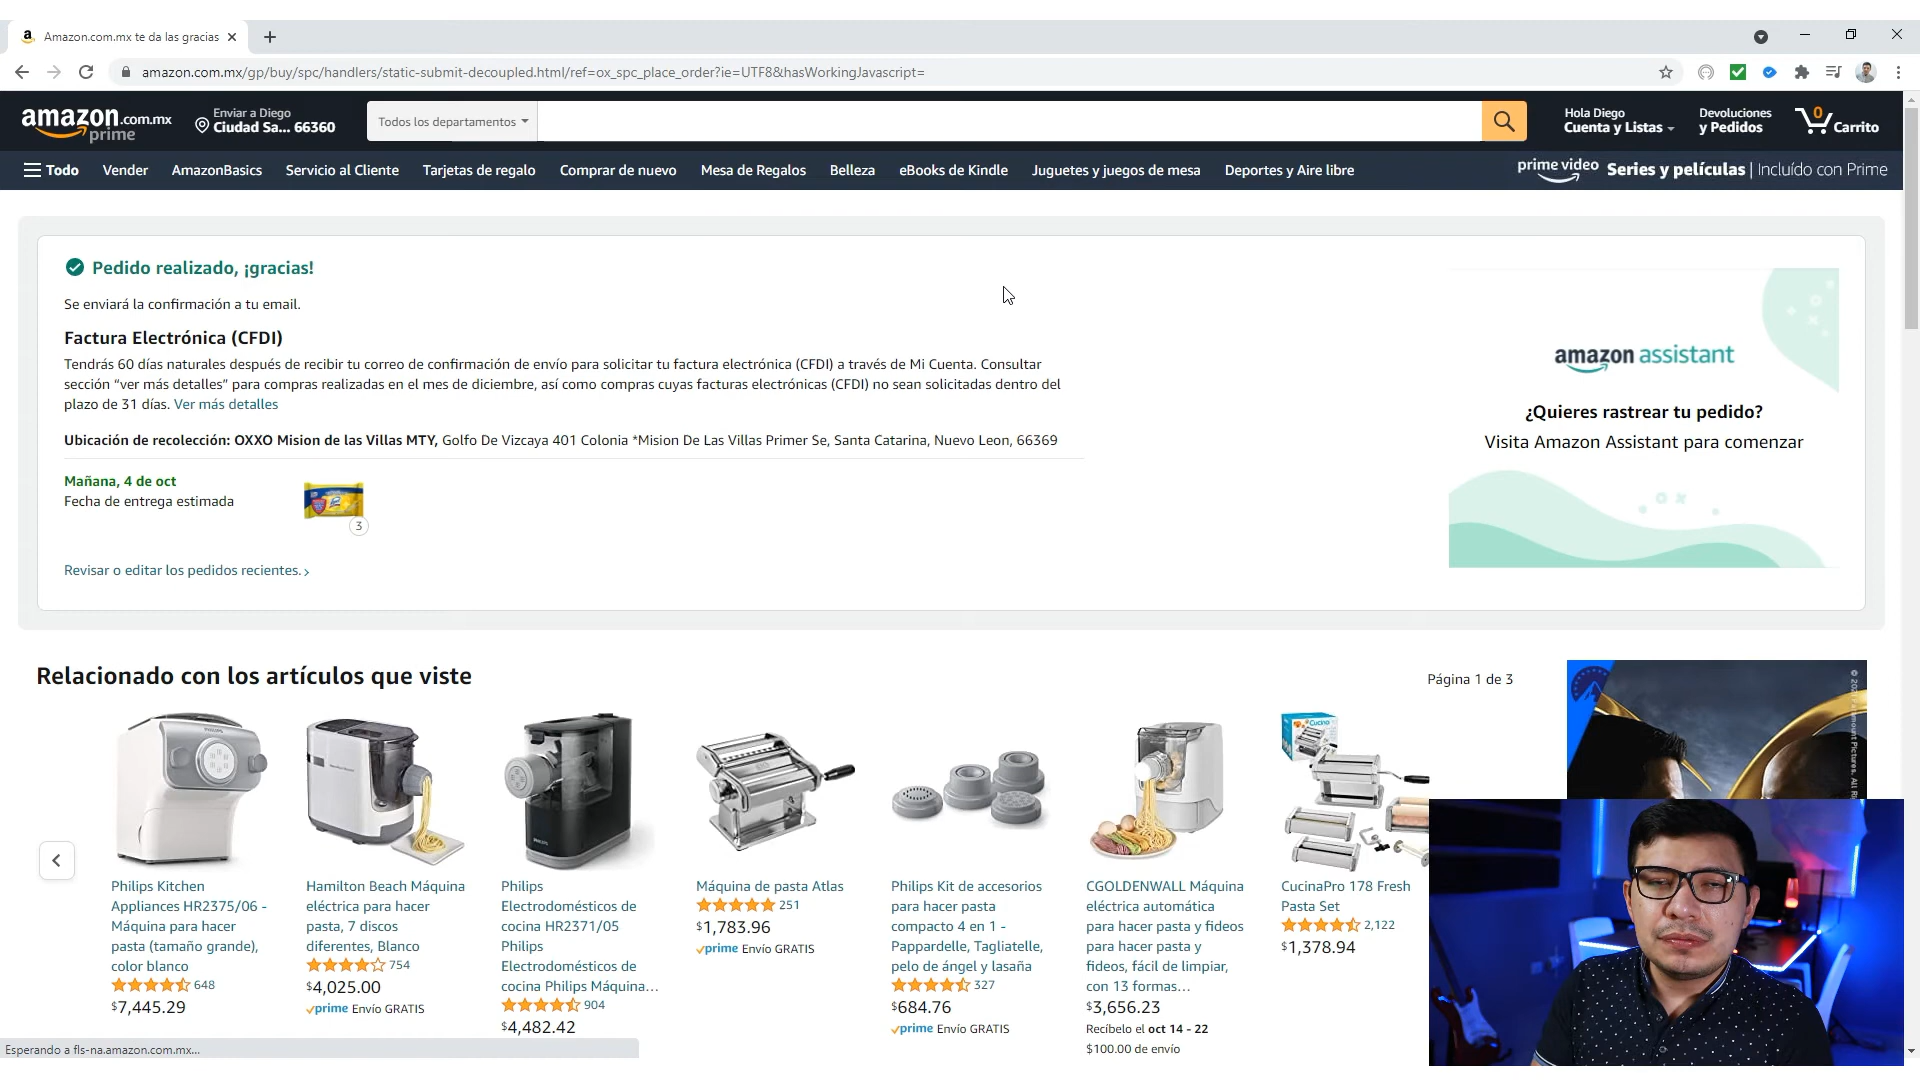 Amazon.com.mx te da las gracias
amazon.com.mx/gp/buy/spc/handlers/static-submit-decoupled.html/ref=ox_spc_place_order?ie=UTF8&hasWorkingJavascript=
amazon.com.mx
prime
Enviar a Diego
Ciudad Sa... 66360
Todos los departamentos
Hola Diego
Cuenta y Listas
Devoluciones
y Pedidos
0
Carrito
Todo
Vender
AmazonBasics
Servicio al Cliente
Tarjetas de regalo
Comprar de nuevo
Mesa de Regalos
Belleza
eBooks de Kindle
Juguetes y juegos de mesa
Deportes y Aire libre
prime video Series y películas | Incluído con Prime
Pedido realizado, ¡gracias!
Se enviará la confirmación a tu email.
Factura Electrónica (CFDI)
Tendrás 60 días naturales después de recibir tu correo de confirmación de envío para solicitar tu factura electrónica (CFDI) a través de Mi Cuenta. Consultar
sección “ver más detalles” para compras realizadas en el mes de diciembre, así como compras cuyas facturas electrónicas (CFDI) no sean solicitadas dentro del
plazo de 31 días. Ver más detalles
Ubicación de recolección: OXXO Mision de las Villas MTY, Golfo De Vizcaya 401 Colonia *Mision De Las Villas Primer Se, Santa Catarina, Nuevo Leon, 66369
Mañana, 4 de oct
Fecha de entrega estimada
3
Revisar o editar los pedidos recientes. ›
amazon assistant
¿Quieres rastrear tu pedido?
Visita Amazon Assistant para comenzar
Relacionado con los artículos que viste
Página 1 de 3
Philips Kitchen
Appliances HR2375/06 -
Máquina para hacer
pasta (tamaño grande),
color blanco
648
$7,445.29
Hamilton Beach Máquina
eléctrica para hacer
pasta, 7 discos
diferentes, Blanco
754
$4,025.00
prime Envío GRATIS
Philips
Electrodomésticos de
cocina HR2371/05
Philips
Electrodomésticos de
cocina Philips Máquina...
904
$4,482.42
Máquina de pasta Atlas
251
$1,783.96
prime Envío GRATIS
Philips Kit de accesorios
para hacer pasta
compacto 4 en 1 -
Pappardelle, Tagliatelle,
pelo de ángel y lasaña
327
$684.76
prime Envío GRATIS
CGOLDENWALL Máquina
eléctrica automática
para hacer pasta y fideos
para hacer pasta y
fideos, fácil de limpiar,
con 13 formas...
$3,656.23
Recíbelo el oct 14 - 22
$100.00 de envío
Cucina
CucinaPro 178 Fresh
Pasta Set
2,122
$1,378.94
Esperando a fls-na.amazon.com.mx...